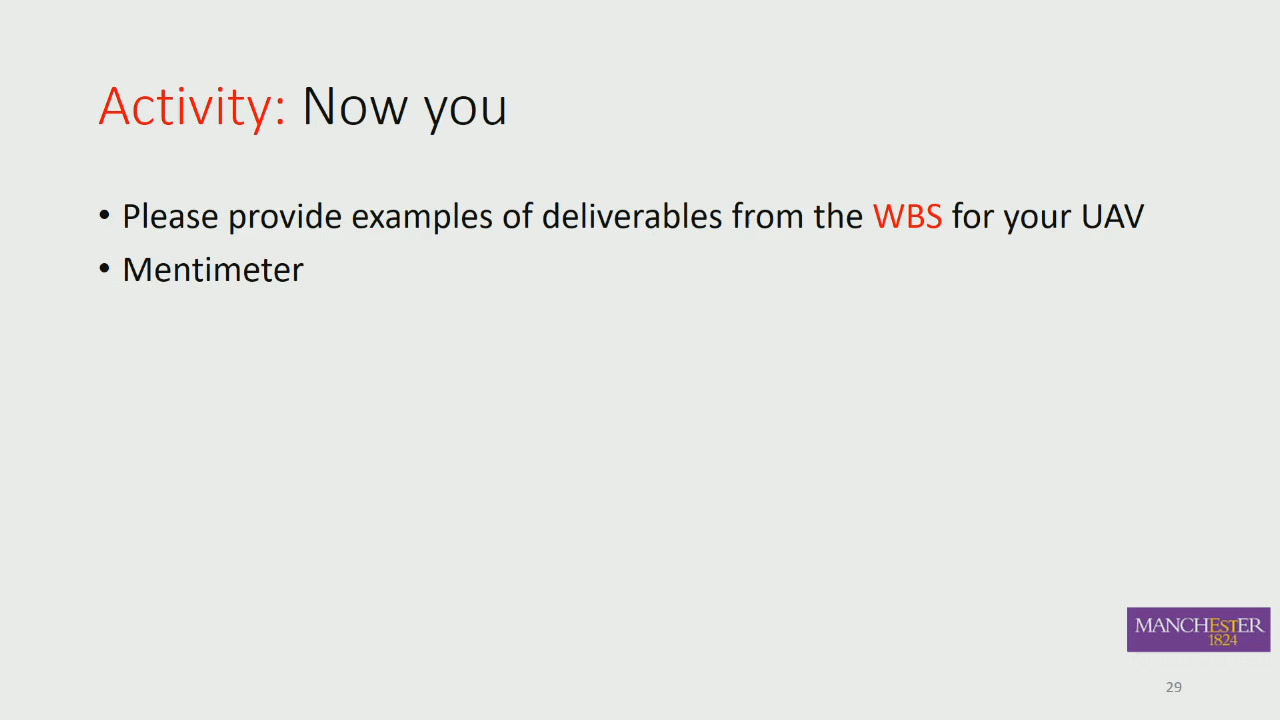 Activity: Now you
• Please provide examples of deliverables from the WBS for your UAV
• Mentimeter
MANCHESTER
1824
29